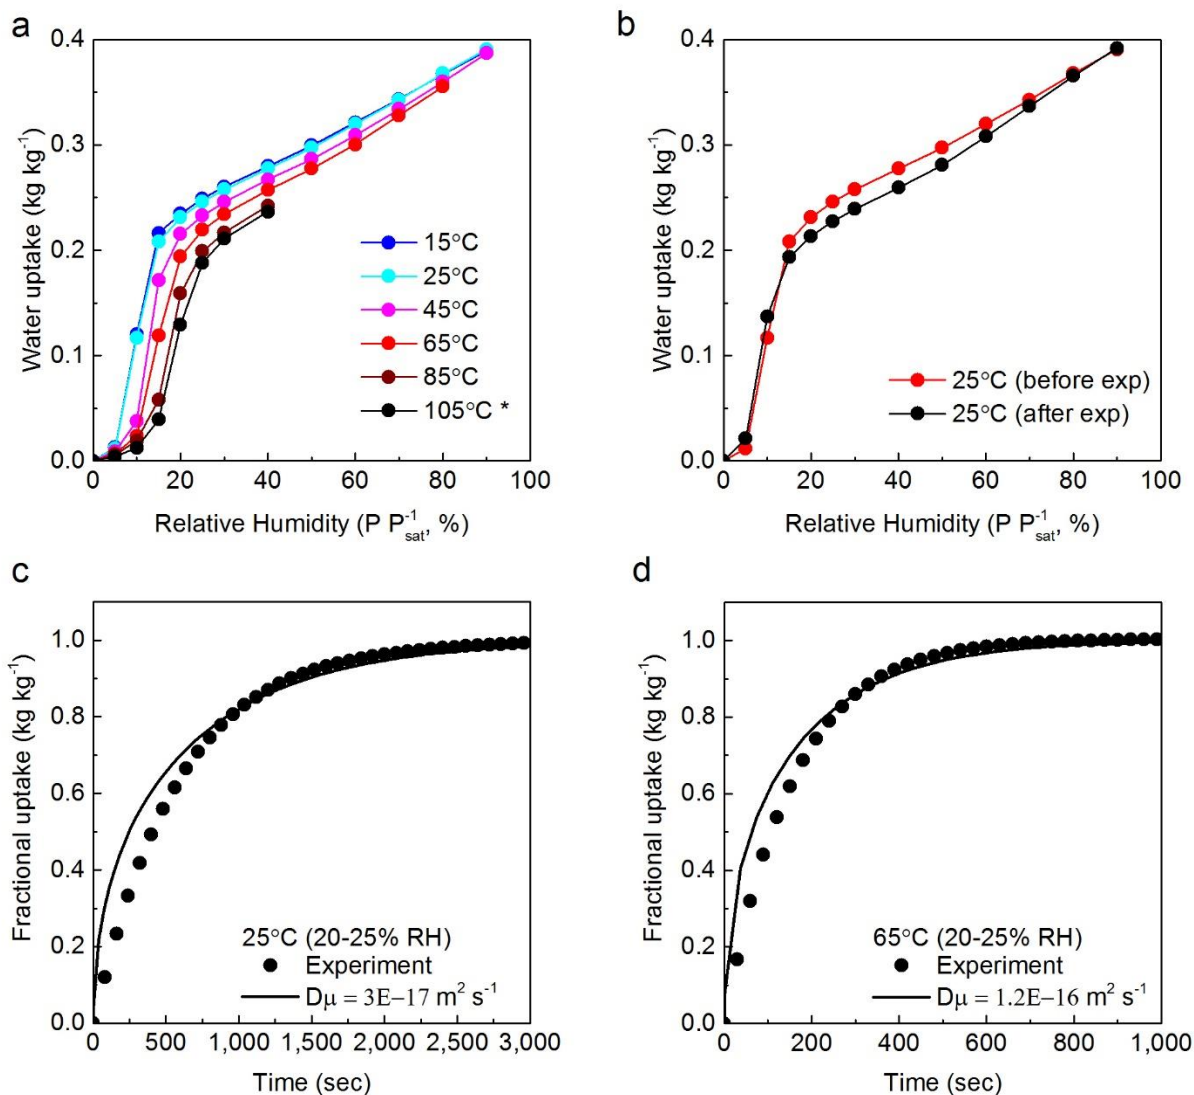 a
0.4
0.3
0.2
0.1
0.0
Water uptake (kg kg⁻¹)
15°C
25°C
45°C
65°C
85°C
105°C *
0 20 40 60 80 100
Relative Humidity (P P⁻¹sat, %)
b
0.4
0.3
0.2
0.1
0.0
Water uptake (kg kg⁻¹)
25°C (before exp)
25°C (after exp)
0 20 40 60 80 100
Relative Humidity (P P⁻¹sat, %)
c
1.0
0.8
0.6
0.4
0.2
0.0
Fractional uptake (kg kg⁻¹)
25°C (20-25% RH)
Experiment
Dμ = 3E−17 m² s⁻¹
0 500 1,000 1,500 2,000 2,500 3,000
Time (sec)
d
1.0
0.8
0.6
0.4
0.2
0.0
Fractional uptake (kg kg⁻¹)
65°C (20-25% RH)
Experiment
Dμ = 1.2E−16 m² s⁻¹
0 200 400 600 800 1,000
Time (sec)